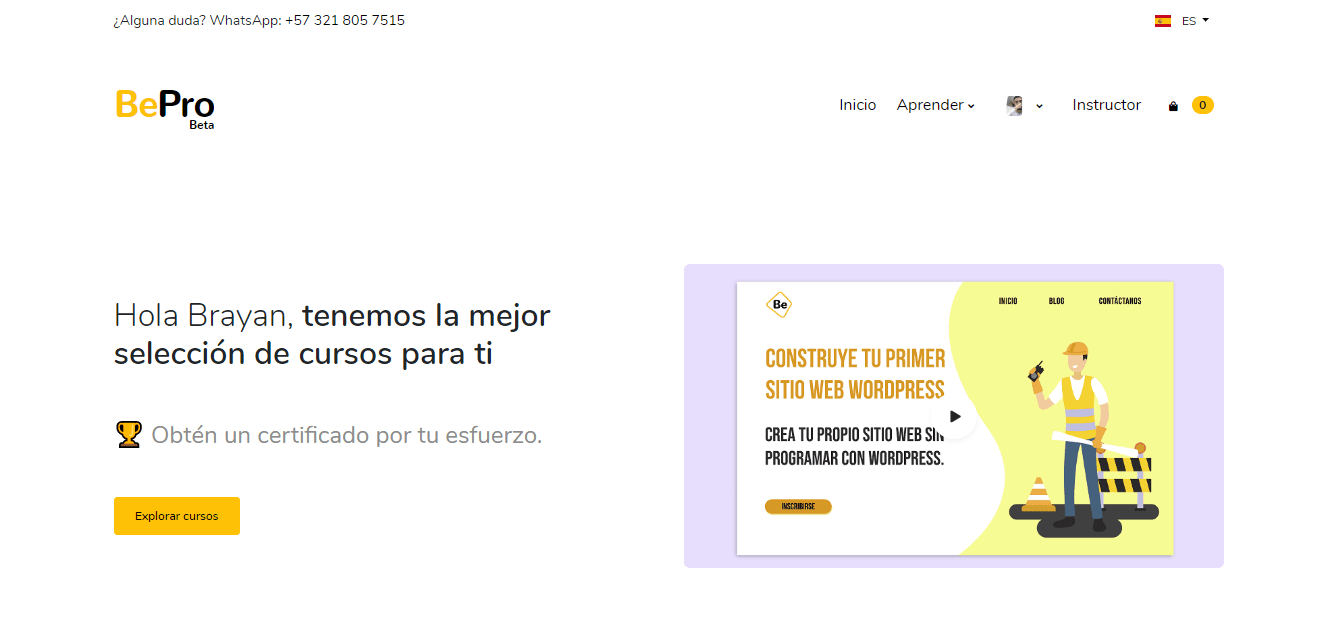 ¿Alguna duda? WhatsApp: +57 321 805 7515
ES
BePro
Beta
Inicio
Aprender
Instructor
0
Hola Brayan, tenemos la mejor
selección de cursos para ti
Obtén un certificado por tu esfuerzo.
Explorar cursos
Be
INICIO
BLOG
CONTÁCTANOS
CONSTRUYE TU PRIMER
SITIO WEB WORDPRESS
CREA TU PROPIO SITIO WEB SIN
PROGRAMAR CON WORDPRESS.
INSCRIBIRSE